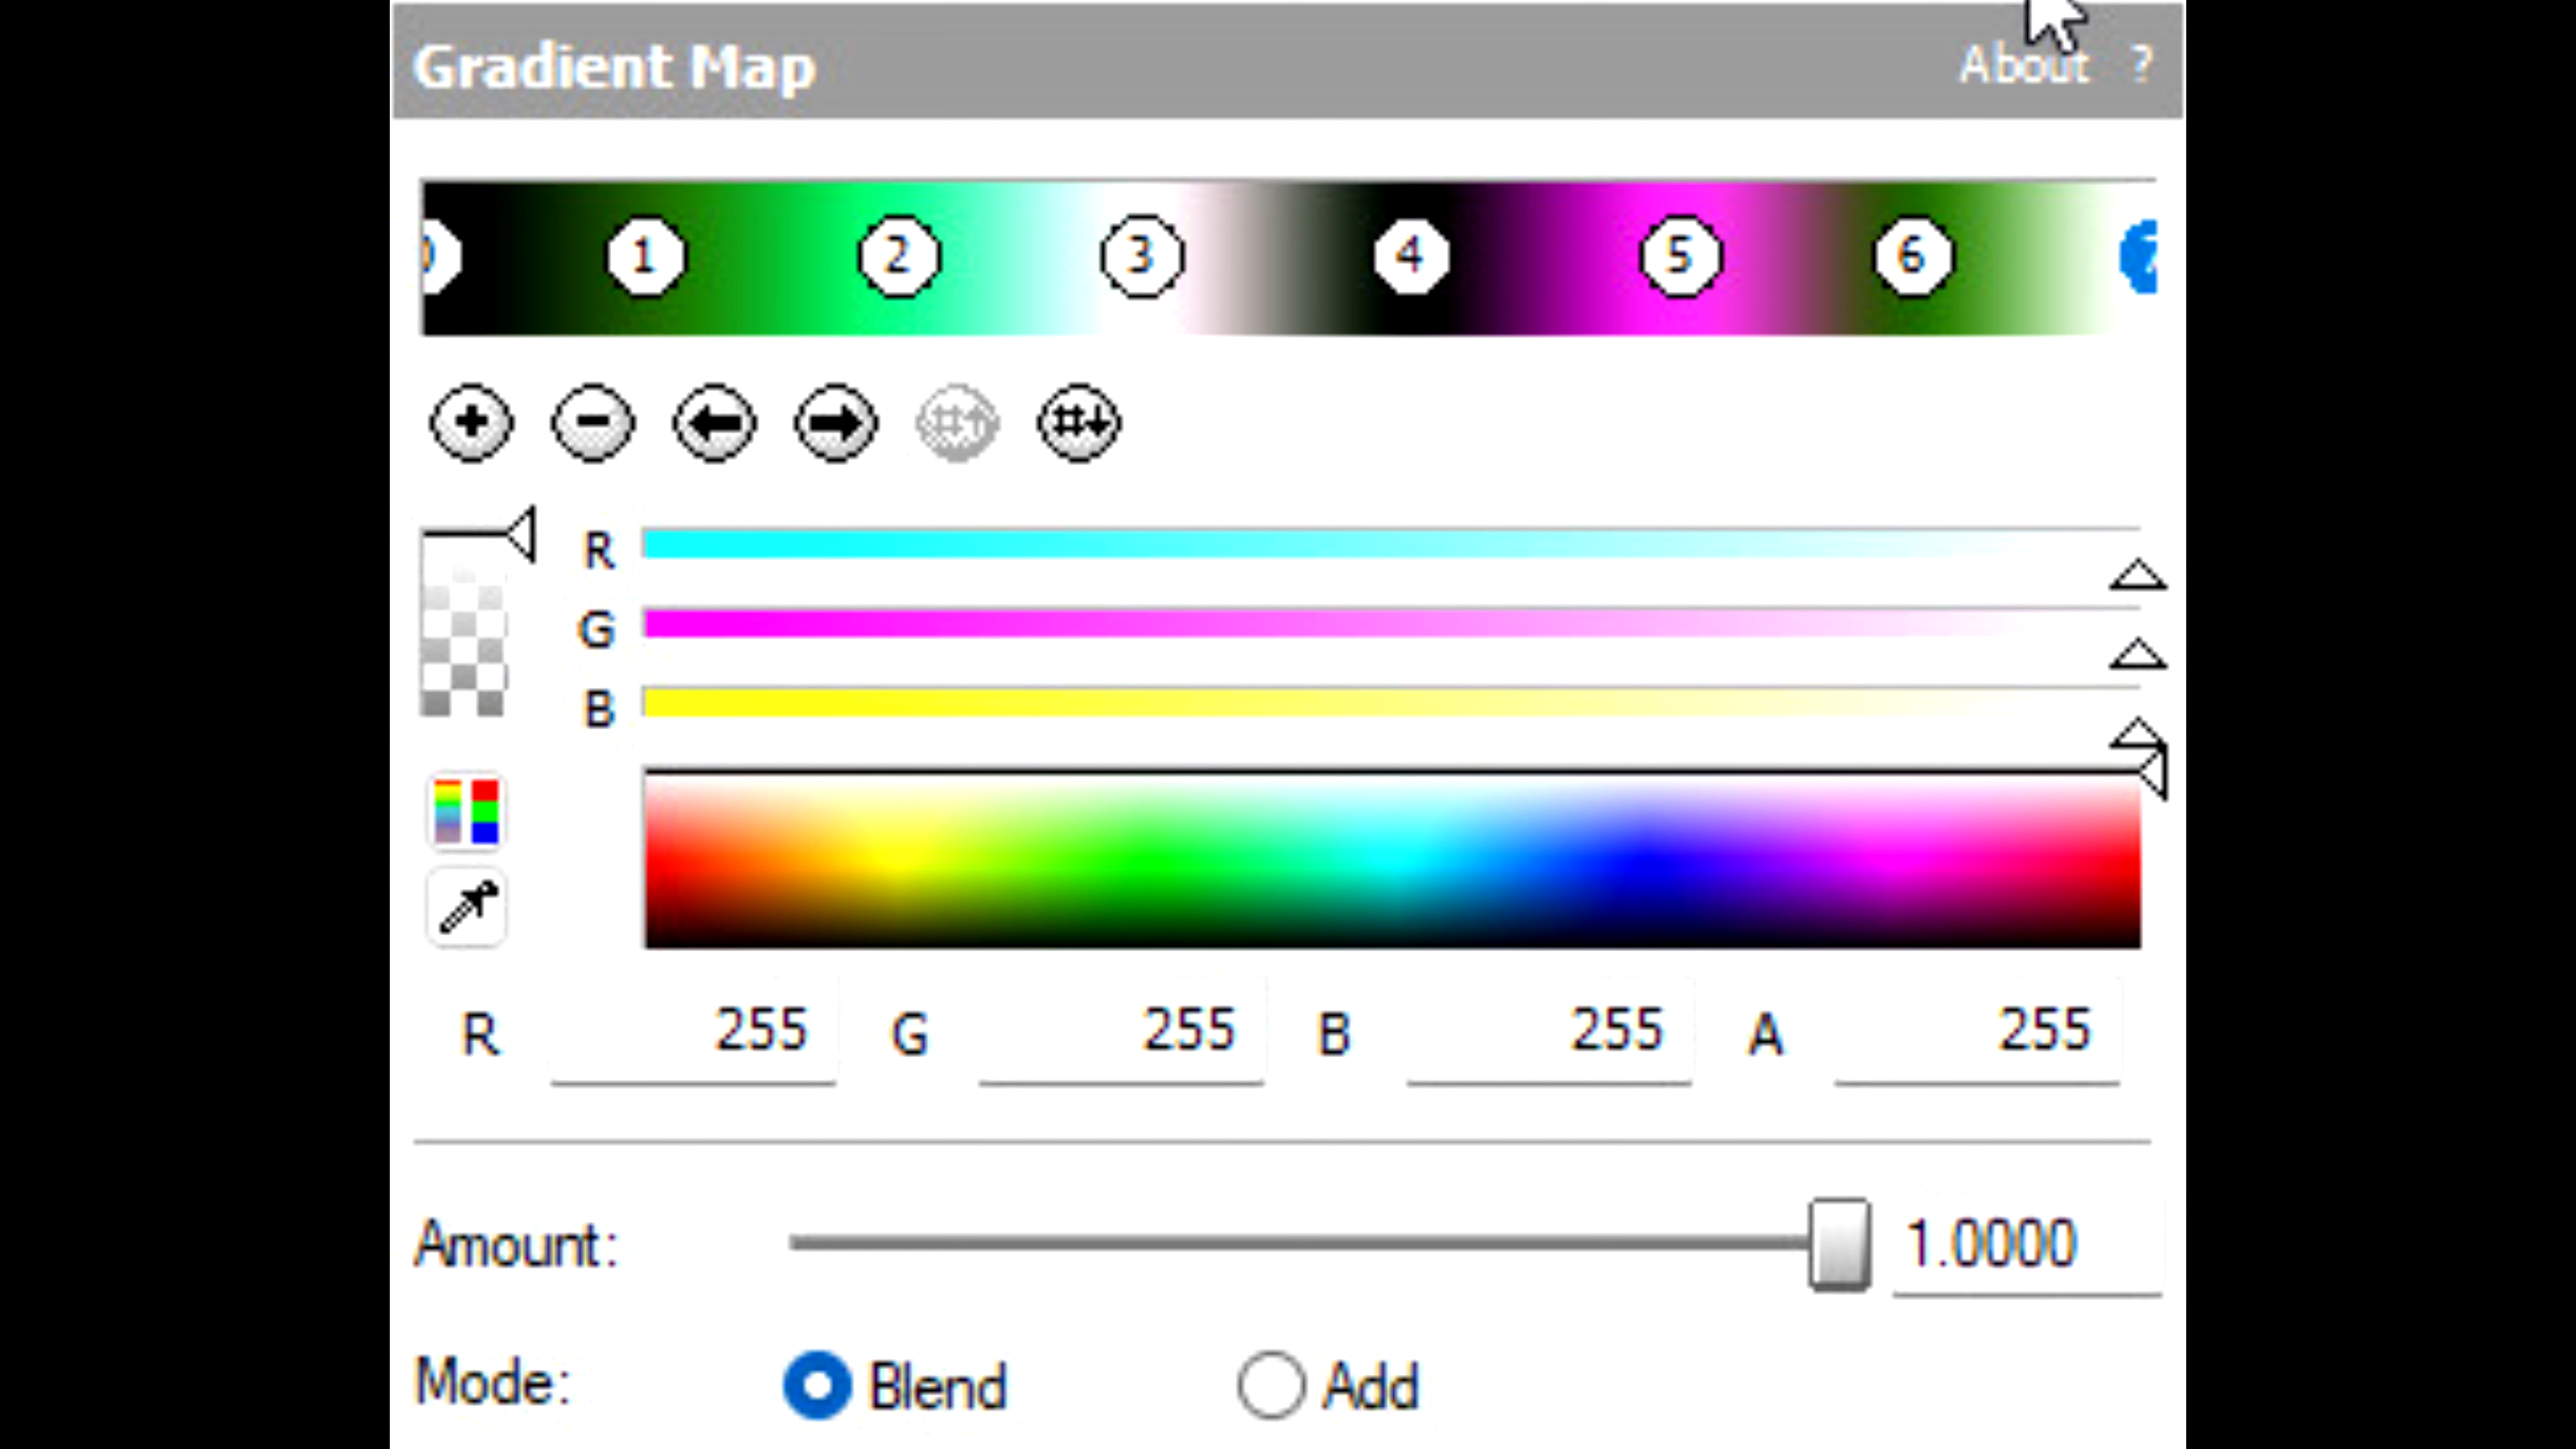 Gradient Map About ?
1 2 3 4 5 6
R
G
B
R 255 G 255 B 255 A 255
Amount: 1.0000
Mode: Blend Add